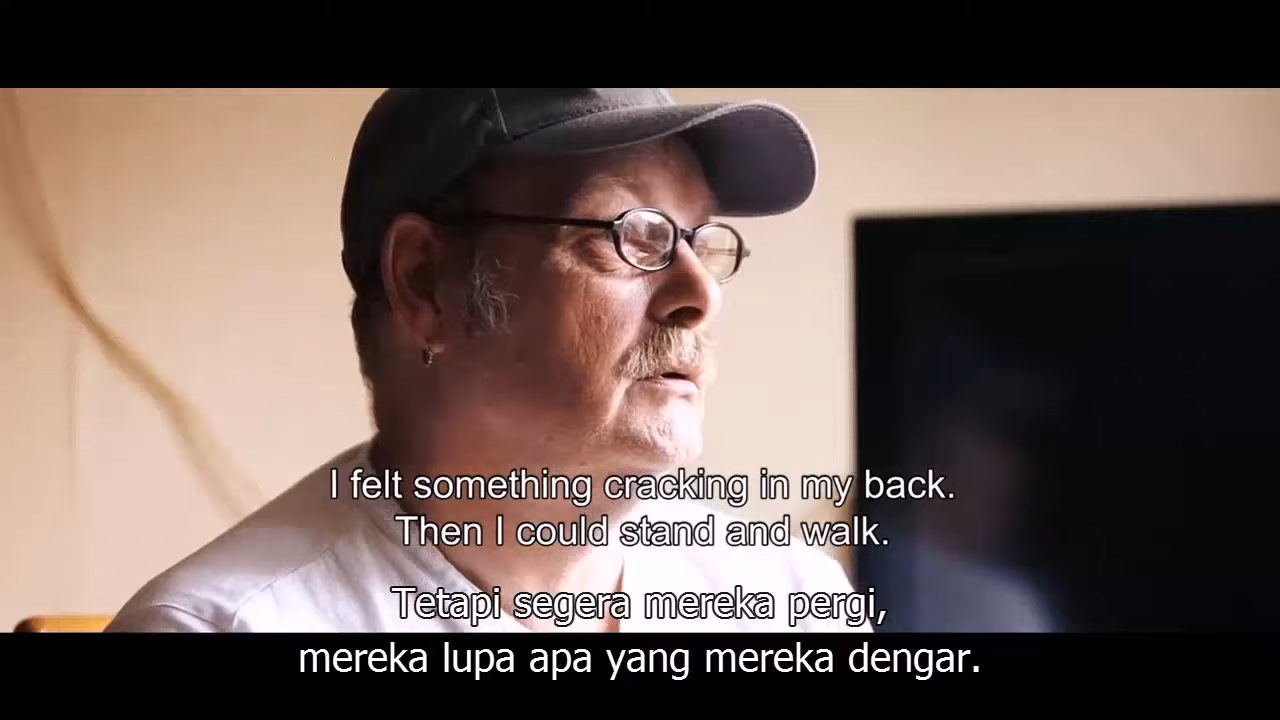 I felt something cracking in my back.
Then I could stand and walk.
Tetapi segera mereka pergi,
mereka lupa apa yang mereka dengar.